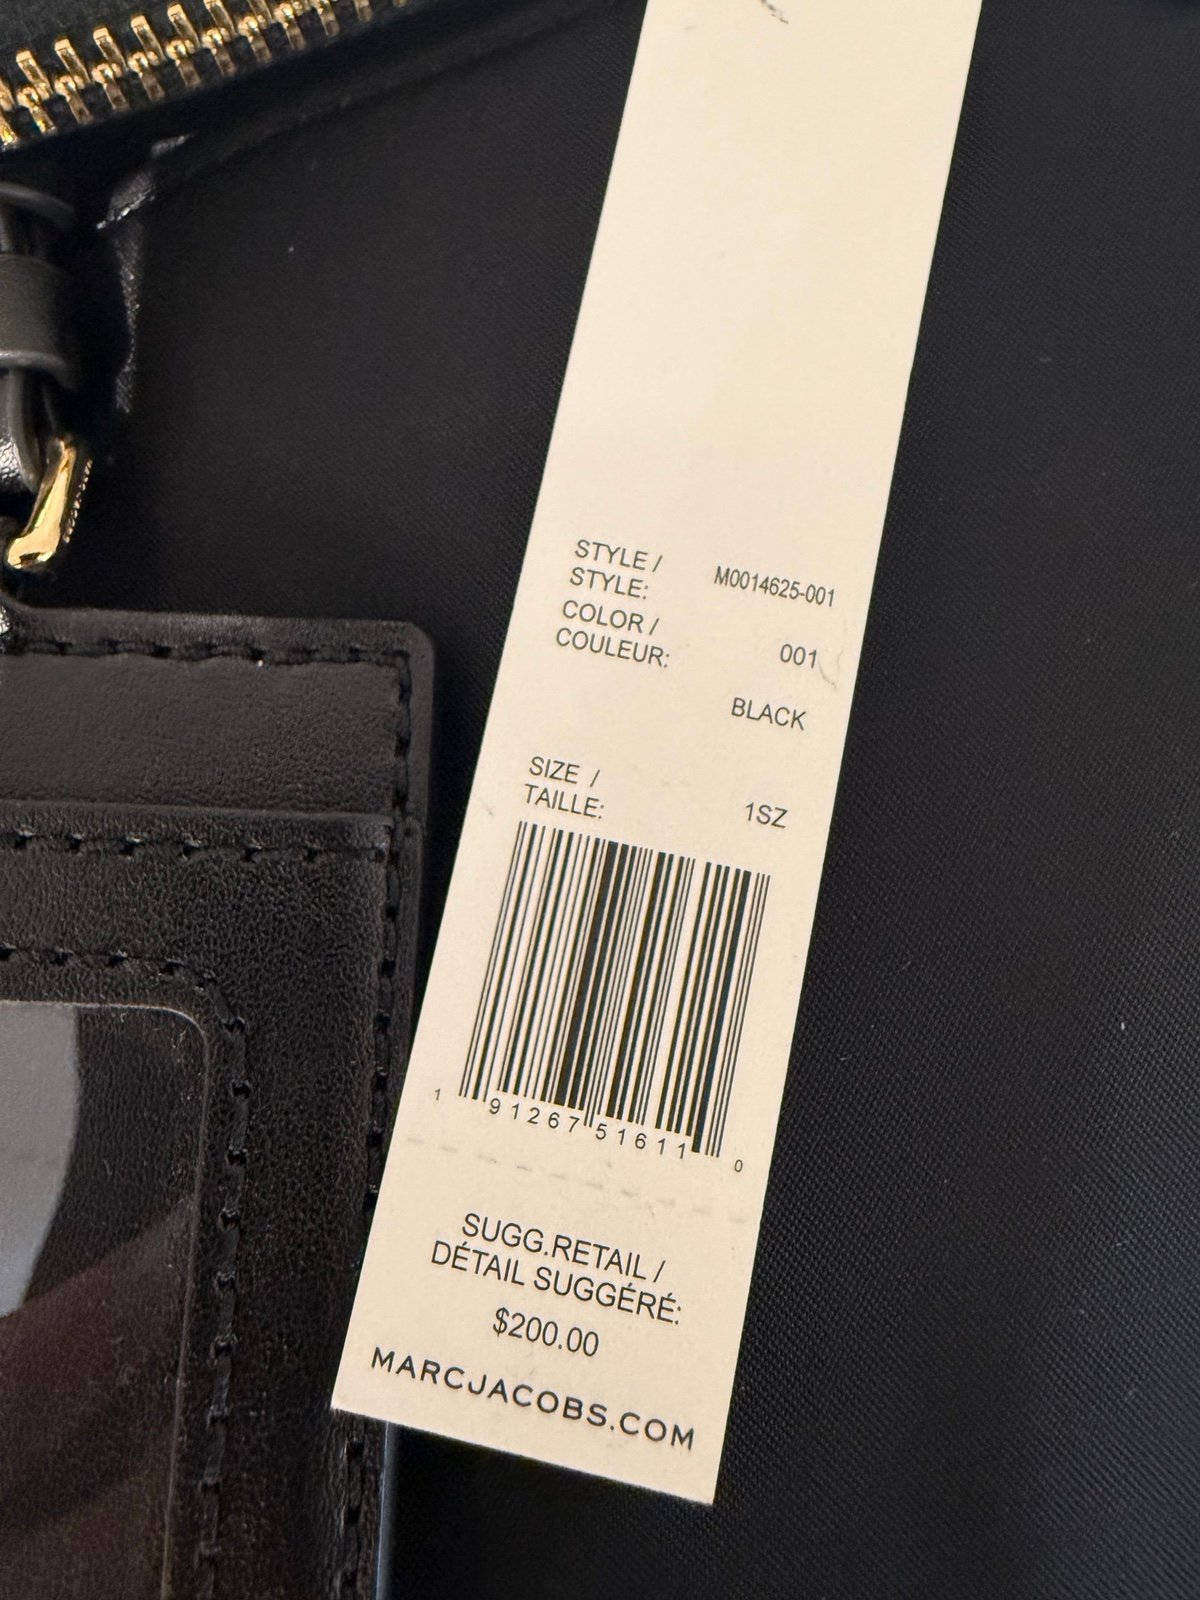 STYLE /
STYLE: M0014625-001
COLOR /
COULEUR: 001
BLACK
SIZE /
TAILLE: 1SZ
1 91267 51611 0
SUGG.RETAIL /
DÉTAIL SUGGÉRÉ:
$200.00
MARCJACOBS.COM